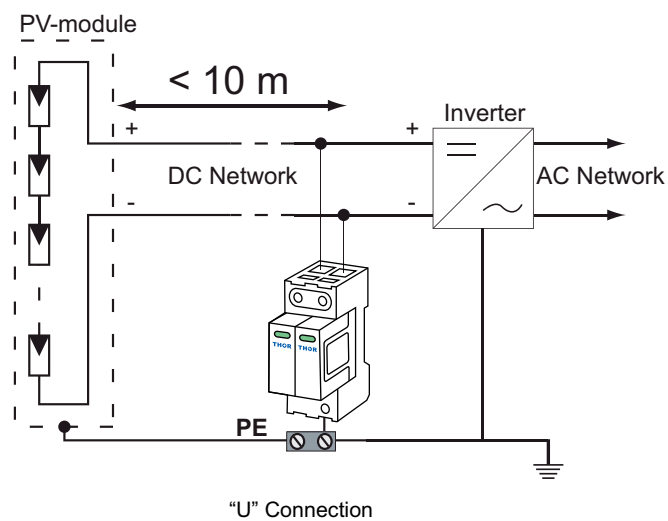 PV-module
< 10 m
Inverter
+
+
DC Network
AC Network
-
-
THOR
THOR
PE
“U” Connection